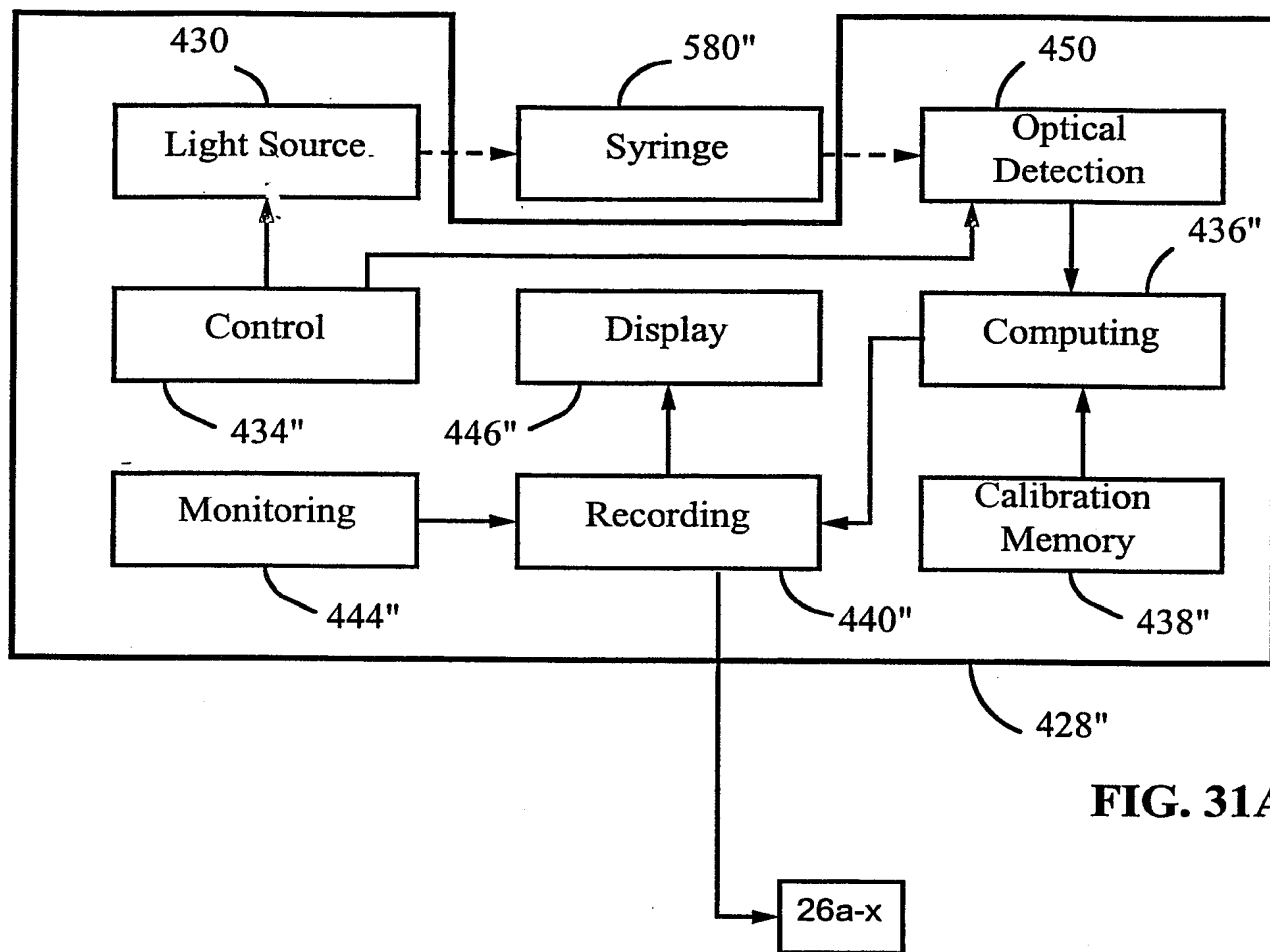 430
580"
450
Light Source
Syringe
Optical
Detection
436"
Control
Display
Computing
434"
446"
Monitoring
Recording
Calibration
Memory
444"
440"
438"
428"
FIG. 31A
26a-x